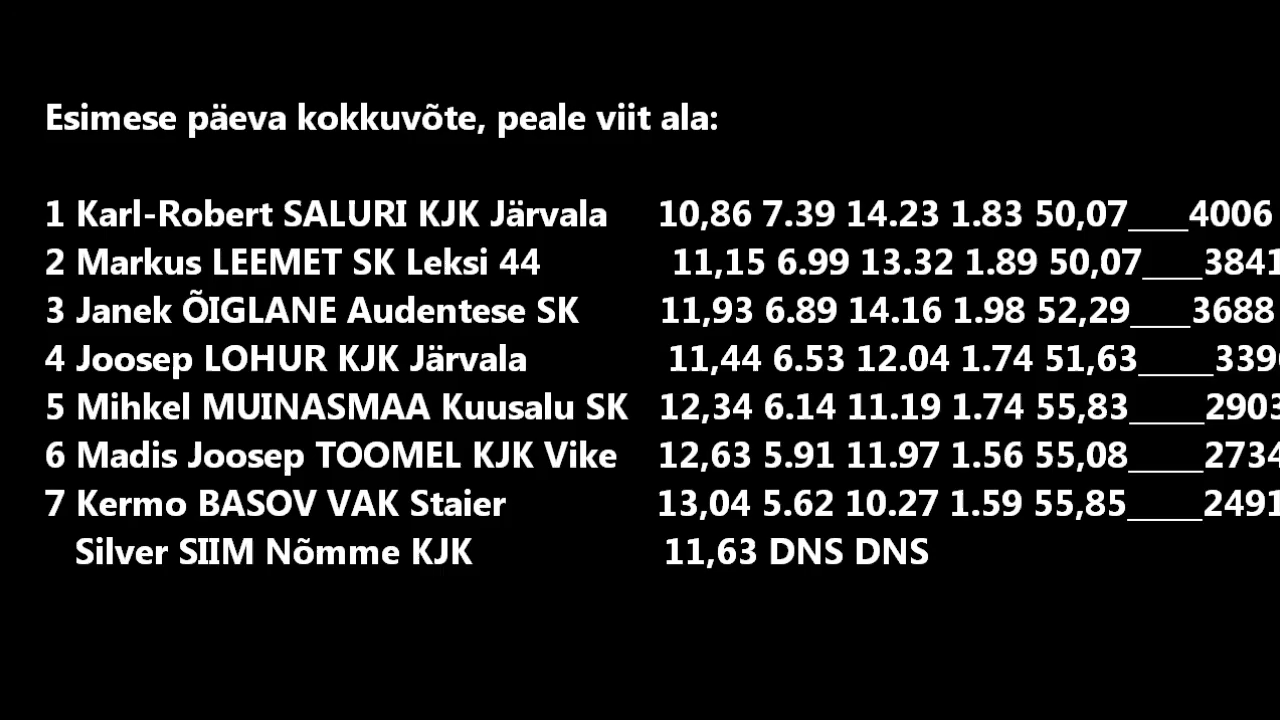 Esimese päeva kokkuvõte, peale viit ala:
1 Karl-Robert SALURI KJK Järvala 10,86 7.39 14.23 1.83 50,07____4006
2 Markus LEEMET SK Leksi 44 11,15 6.99 13.32 1.89 50,07____3841
3 Janek ÕIGLANE Audentese SK 11,93 6.89 14.16 1.98 52,29____3688
4 Joosep LOHUR KJK Järvala 11,44 6.53 12.04 1.74 51,63_____3390
5 Mihkel MUINASMAA Kuusalu SK 12,34 6.14 11.19 1.74 55,83_____2903
6 Madis Joosep TOOMEL KJK Vike 12,63 5.91 11.97 1.56 55,08_____2734
7 Kermo BASOV VAK Staier 13,04 5.62 10.27 1.59 55,85_____2491
Silver SIIM Nõmme KJK 11,63 DNS DNS